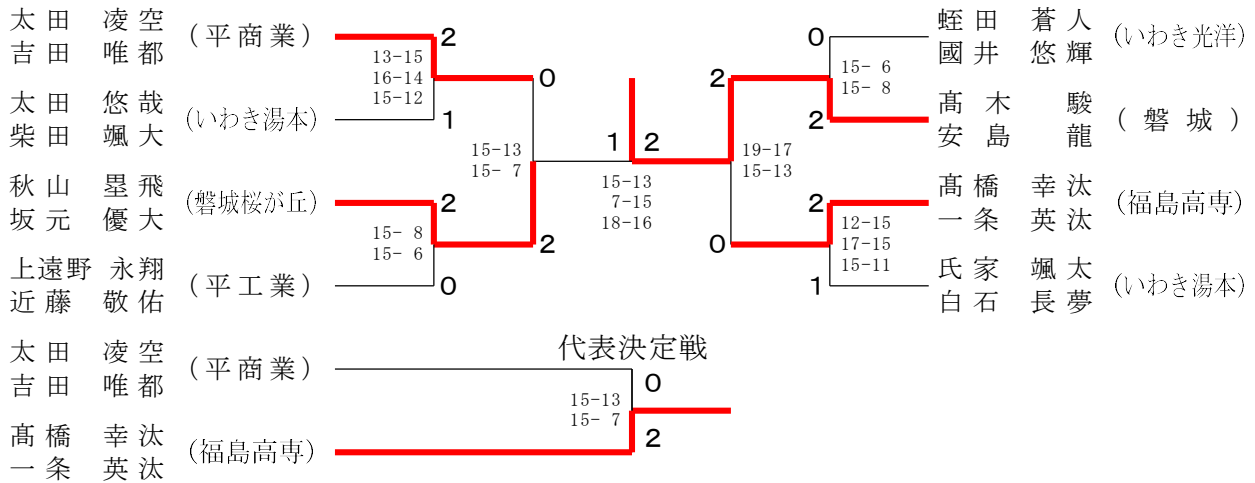 太田 凌空
吉田 唯都
(平商業)
2
13-15
16-14
15-12
太田 悠哉
柴田 颯大
(いわき湯本)
1
0
15-13
15- 7
秋山 塁飛
坂元 優大
(磐城桜が丘)
2
15- 8
15- 6
2
上遠野 永翔
近藤 敬佑
(平工業)
0
1 2
15-13
7-15
18-16
蛭田 蒼人
國井 悠輝
(いわき光洋)
0
15- 6
15- 8
2
髙木 駿
安島 龍
(磐城)
2
19-17
15-13
髙橋 幸汰
一条 英汰
(福島高専)
2
12-15
17-15
15-11
0
氏家 颯太
白石 長夢
(いわき湯本)
1
代表決定戦
太田 凌空
吉田 唯都
(平商業)
0
15-13
15- 7
髙橋 幸汰
一条 英汰
(福島高専)
2